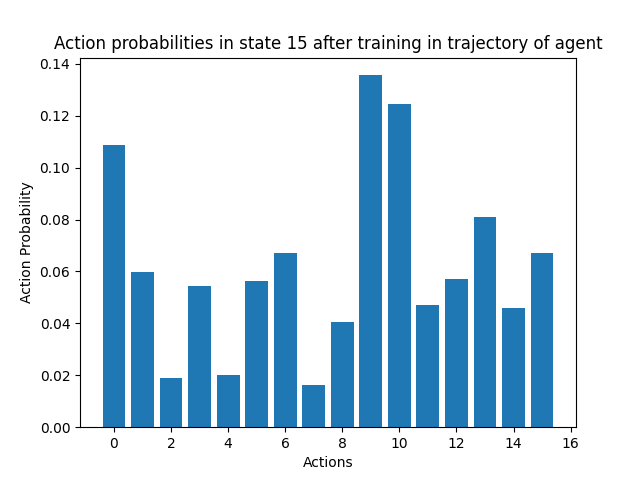 Action probabilities in state 15 after training in trajectory of agent
0.14
0.12
0.10
0.08
0.06
0.04
0.02
0.00
Action Probability
0 2 4 6 8 10 12 14 16
Actions